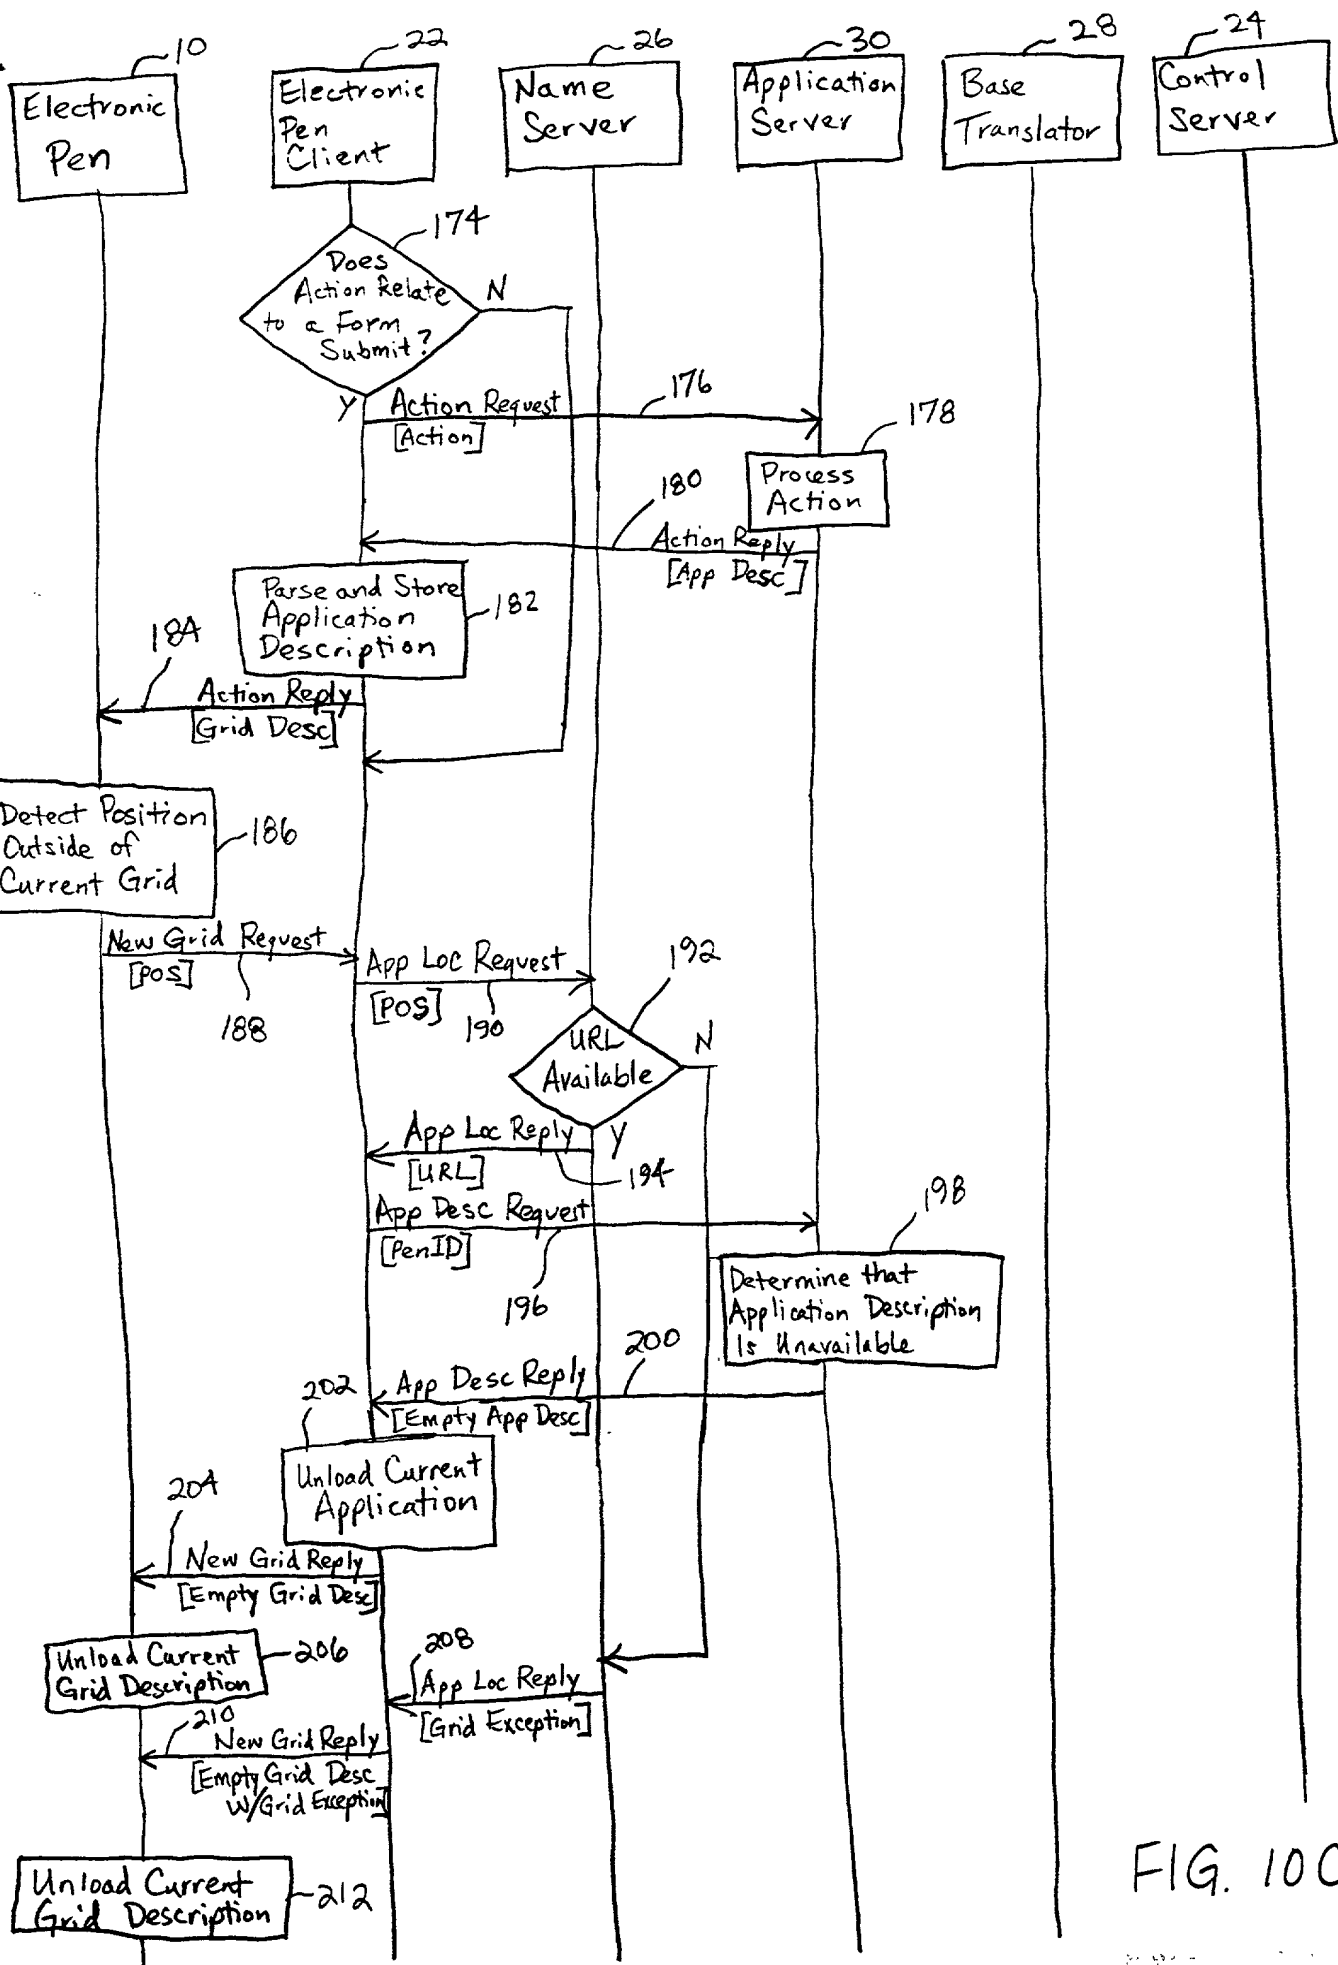 10
22
26
30
28
24
Electronic
Pen
Electronic
Pen
Client
Name
Server
Application
Server
Base
Translator
Control
Server
174
Does
Action Relate
to a Form
Submit?
N
Y
Action Request
[Action]
176
178
Process
Action
180
Action Reply
[App Desc]
Parse and Store
Application
Description
182
184
Action Reply
[Grid Desc]
Detect Position
Outside of
Current Grid
186
New Grid Request
[POS]
188
App Loc Request
[POS]
190
192
URL
Available
N
Y
App Loc Reply
[URL]
194
App Desc Request
[PenID]
196
198
Determine that
Application Description
Is Unavailable
200
App Desc Reply
[Empty App Desc]
202
Unload Current
Application
204
New Grid Reply
[Empty Grid Desc]
Unload Current
Grid Description
206
208
App Loc Reply
[Grid Exception]
210
New Grid Reply
[Empty Grid Desc
W/Grid Exception]
Unload Current
Grid Description
212
FIG. 10C